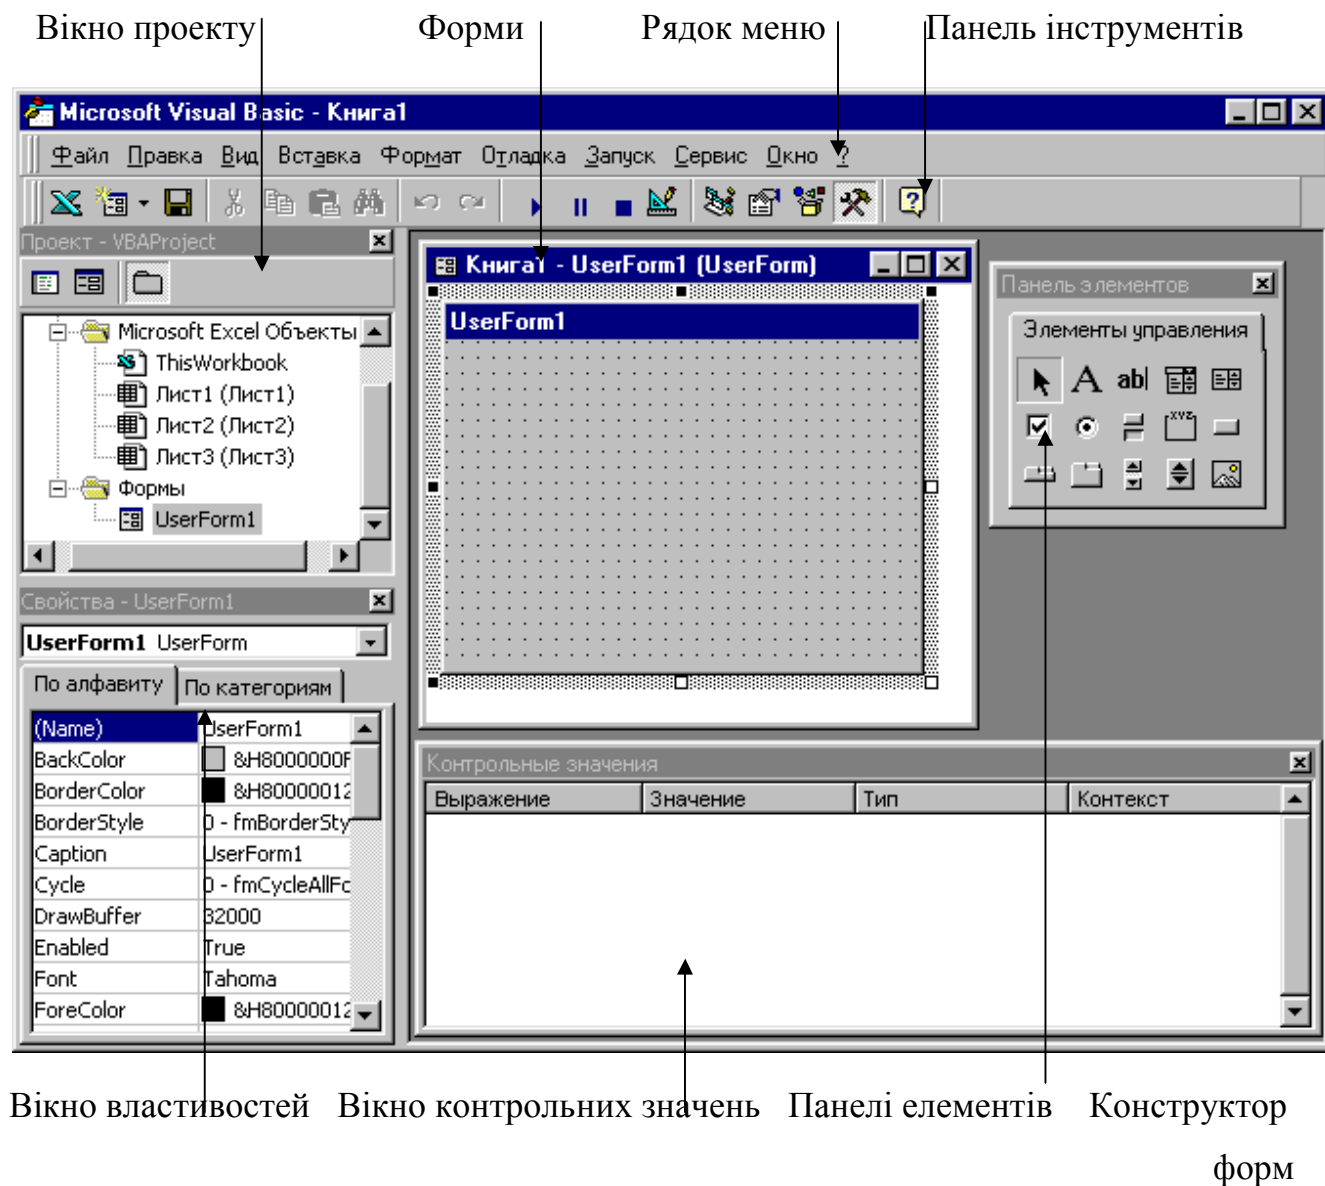 Вікно проекту Форми Рядок меню Панель інструментів
Microsoft Visual Basic - Книга1
Файл Правка Вид Вставка Формат Отладка Запуск Сервис Окно ?
Проект - VBAProject
Microsoft Excel Объекты
ThisWorkbook
Лист1 (Лист1)
Лист2 (Лист2)
Лист3 (Лист3)
Формы
UserForm1
Книга1 - UserForm1 (UserForm)
UserForm1
Панель элементов
Элементы управления
A ab|
xyz
Свойства - UserForm1
UserForm1 UserForm
По алфавиту По категориям
(Name) UserForm1
BackColor &H8000000F
BorderColor &H80000012
BorderStyle 0 - fmBorderSty
Caption UserForm1
Cycle 0 - fmCycleAllFo
DrawBuffer 32000
Enabled True
Font Tahoma
ForeColor &H80000012
Контрольные значения
Выражение Значение Тип Контекст
Вікно властивостей Вікно контрольних значень Панелі елементів Конструктор
форм